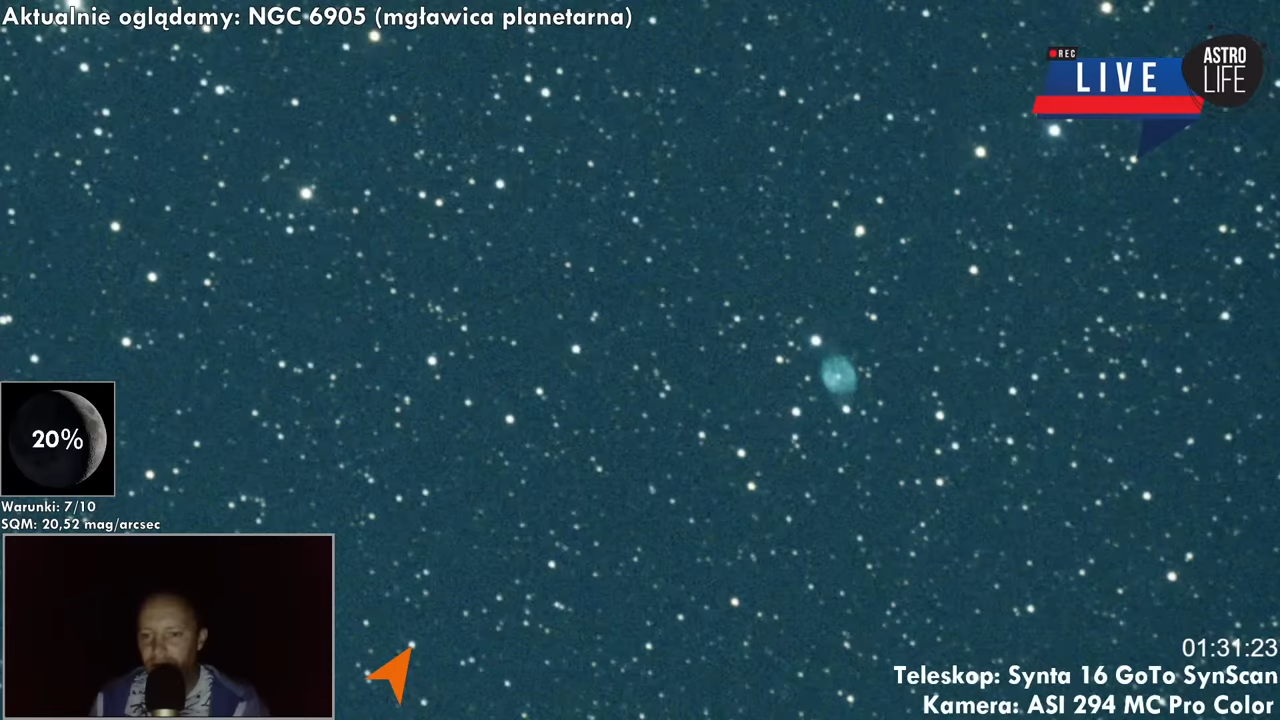 Aktualnie oglądamy: NGC 6905 (mgławica planetarna)
REC
LIVE
ASTRO
LIFE
20%
Warunki: 7/10
SQM: 20,52 mag/arcsec
01:31:23
Teleskop: Synta 16 GoTo SynScan
Kamera: ASI 294 MC Pro Color